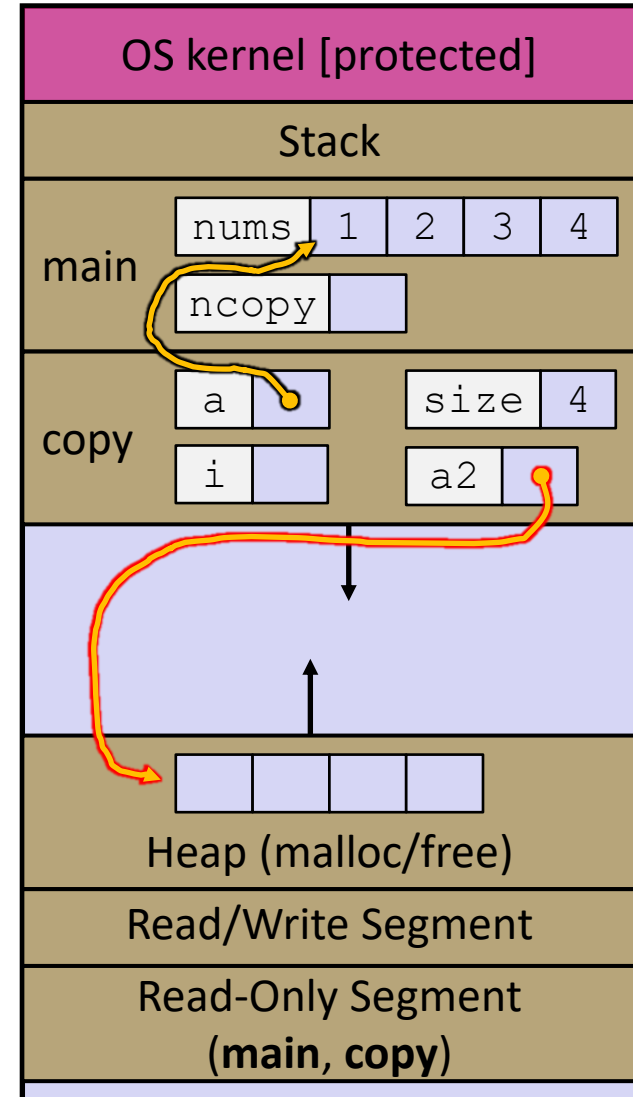 OS kernel [protected]
Stack
main
nums 1 2 3 4
ncopy
copy
a size 4
i a2
Heap (malloc/free)
Read/Write Segment
Read-Only Segment
(main, copy)